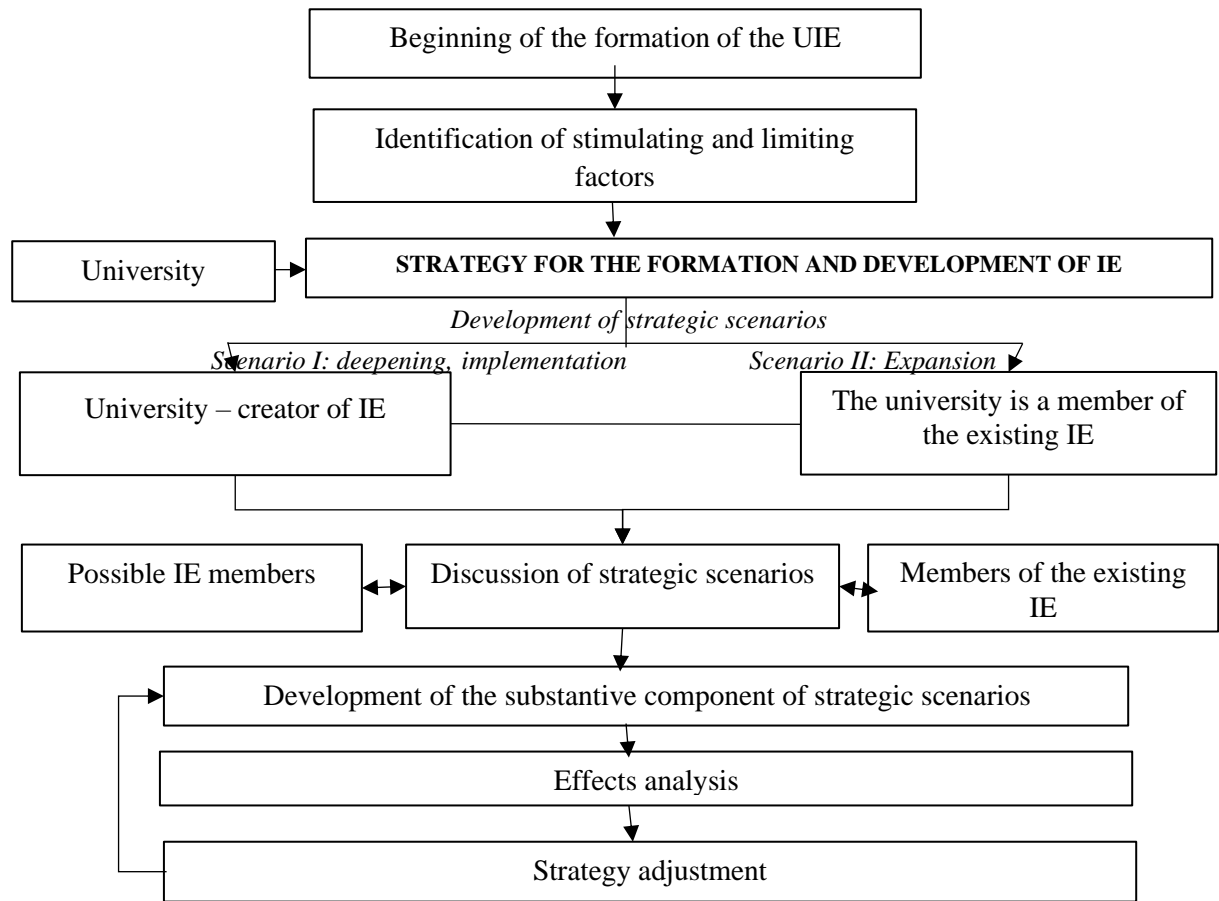 Beginning of the formation of the UIE
Identification of stimulating and limiting
factors
University
STRATEGY FOR THE FORMATION AND DEVELOPMENT OF IE
Development of strategic scenarios
Scenario I: deepening, implementation
Scenario II: Expansion
University – creator of IE
The university is a member of
the existing IE
Possible IE members
Discussion of strategic scenarios
Members of the existing
IE
Development of the substantive component of strategic scenarios
Effects analysis
Strategy adjustment